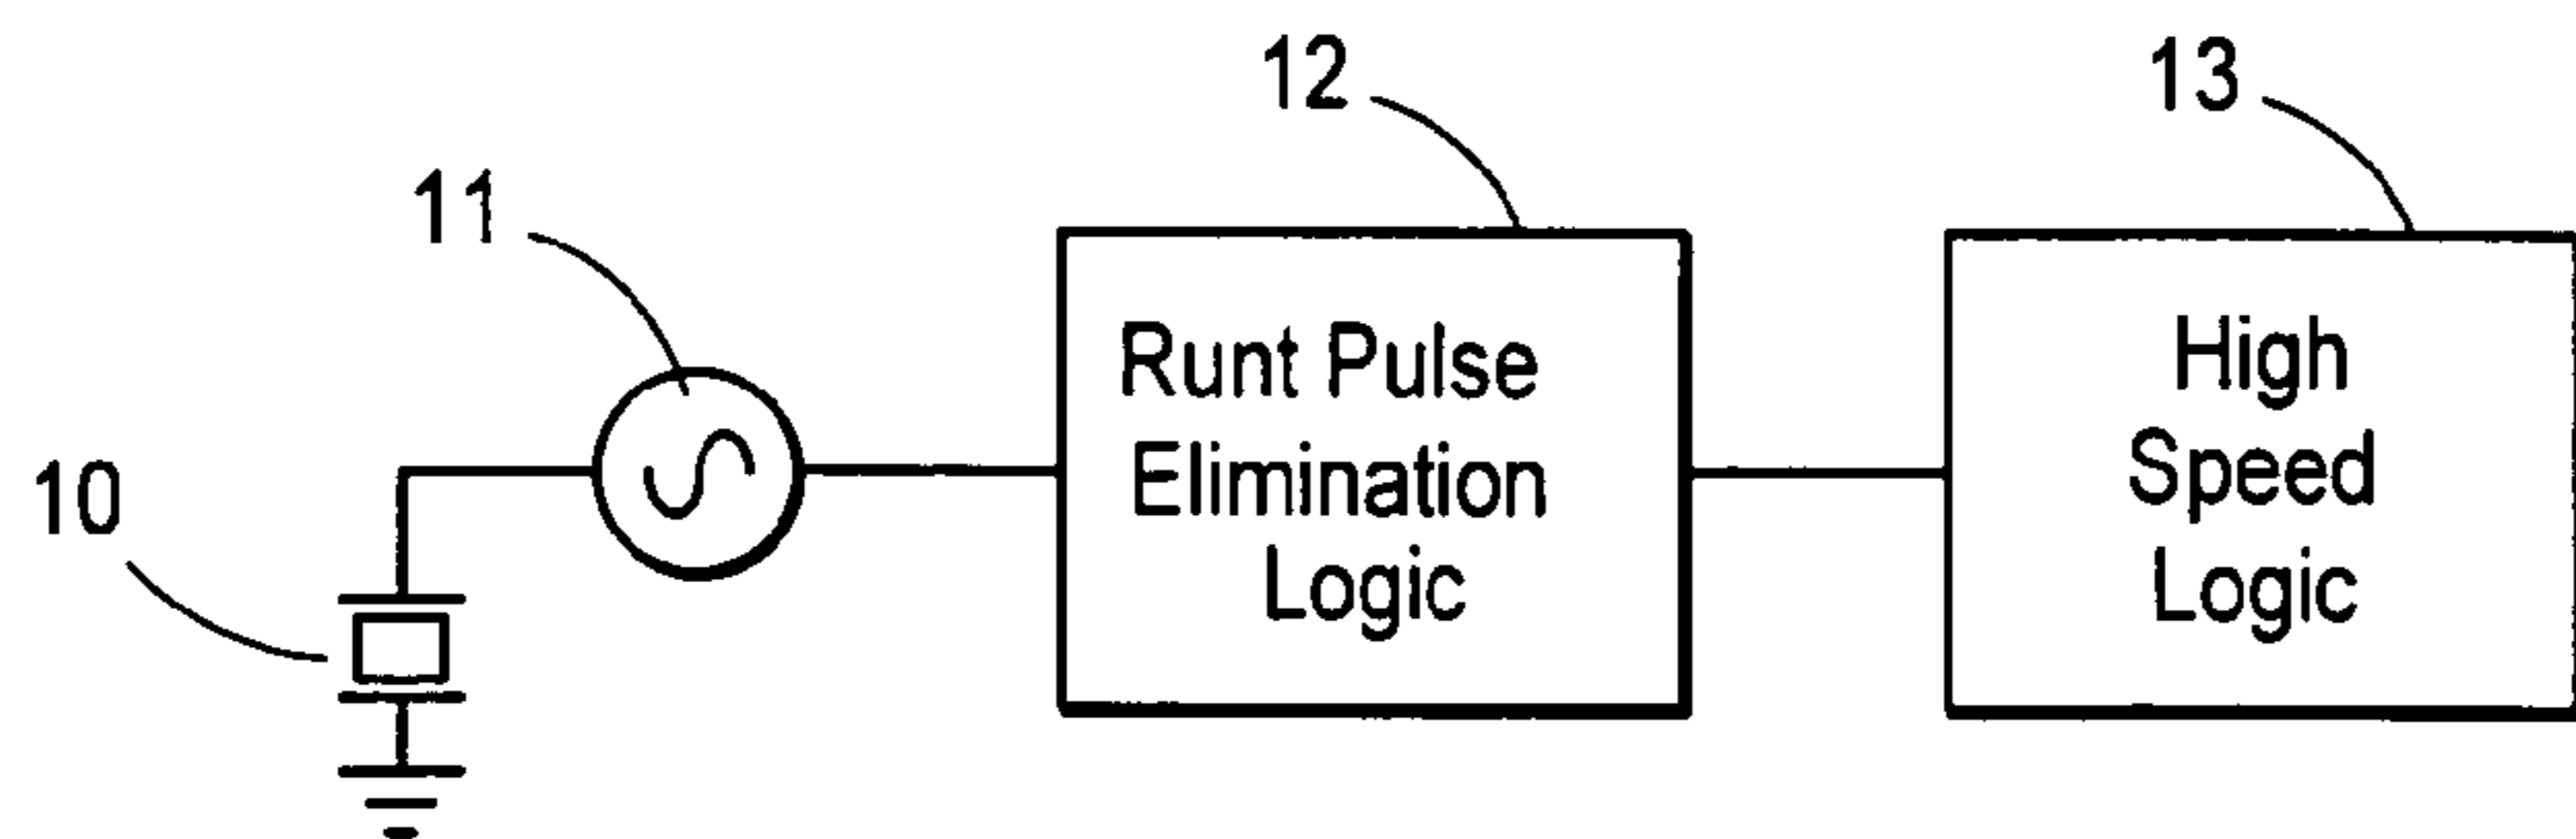 12
13
11
10
Runt Pulse
Elimination
Logic
High
Speed
Logic